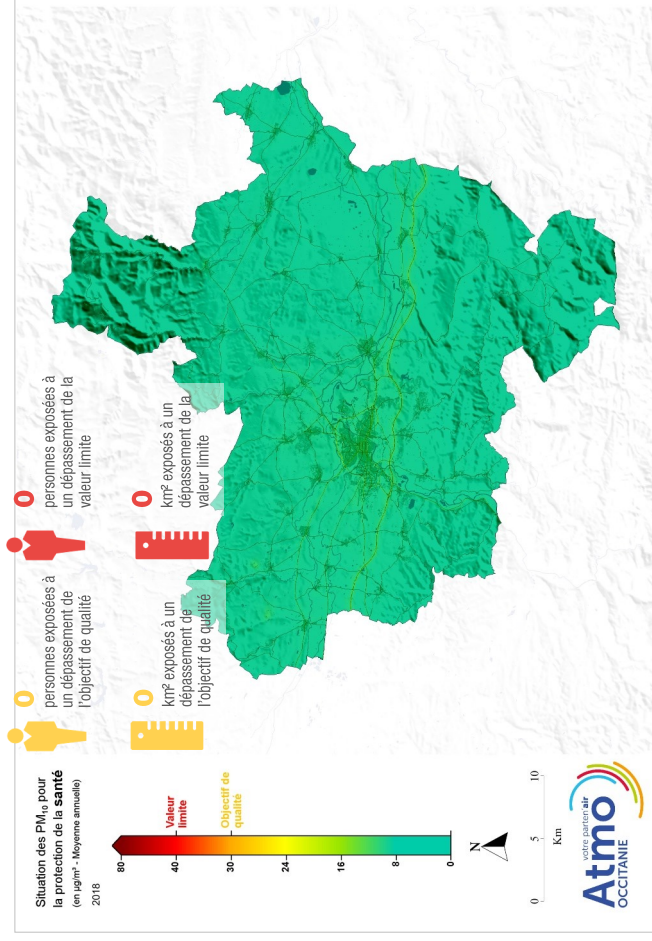 Situation des PM₁₀ pour
la protection de la santé
(en µg/m³ - Moyenne annuelle)
2018
80
40
30
24
16
8
0
Valeur
limite
Objectif de
qualité
N
0 5 10
Km
Atmo
votre parten'air
OCCITANIE
0
personnes exposées à
un dépassement de
l'objectif de qualité
0
km² exposés à un
dépassement de
l'objectif de qualité
0
personnes exposées à
un dépassement de la
valeur limite
0
km² exposés à un
dépassement de la
valeur limite